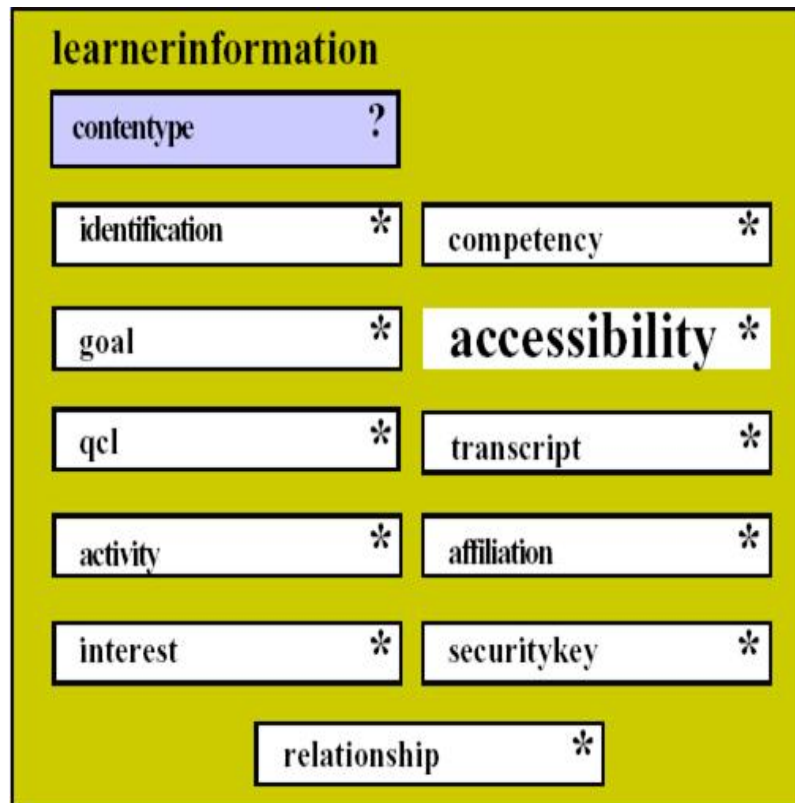 learnerinformation
contentype ?
identification * competency *
goal * accessibility *
qcl * transcript *
activity * affiliation *
interest * securitykey *
relationship *